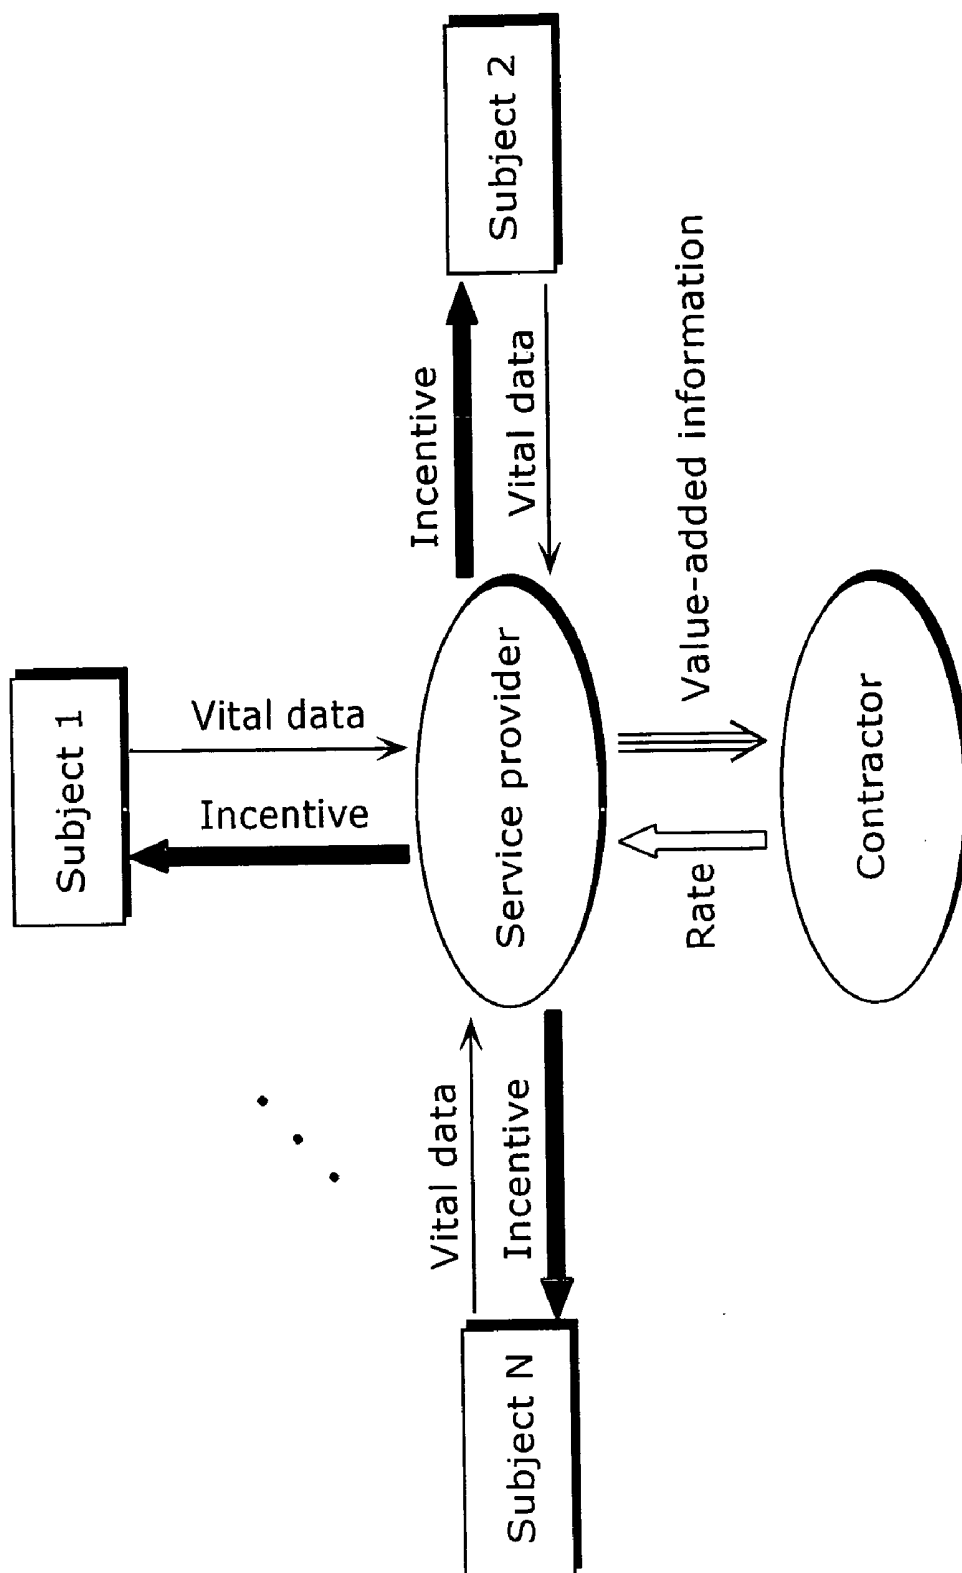 Subject 1
Vital data
Incentive
Subject 2
Incentive
Vital data
Service provider
Vital data
Incentive
Subject N
Value-added information
Rate
Contractor